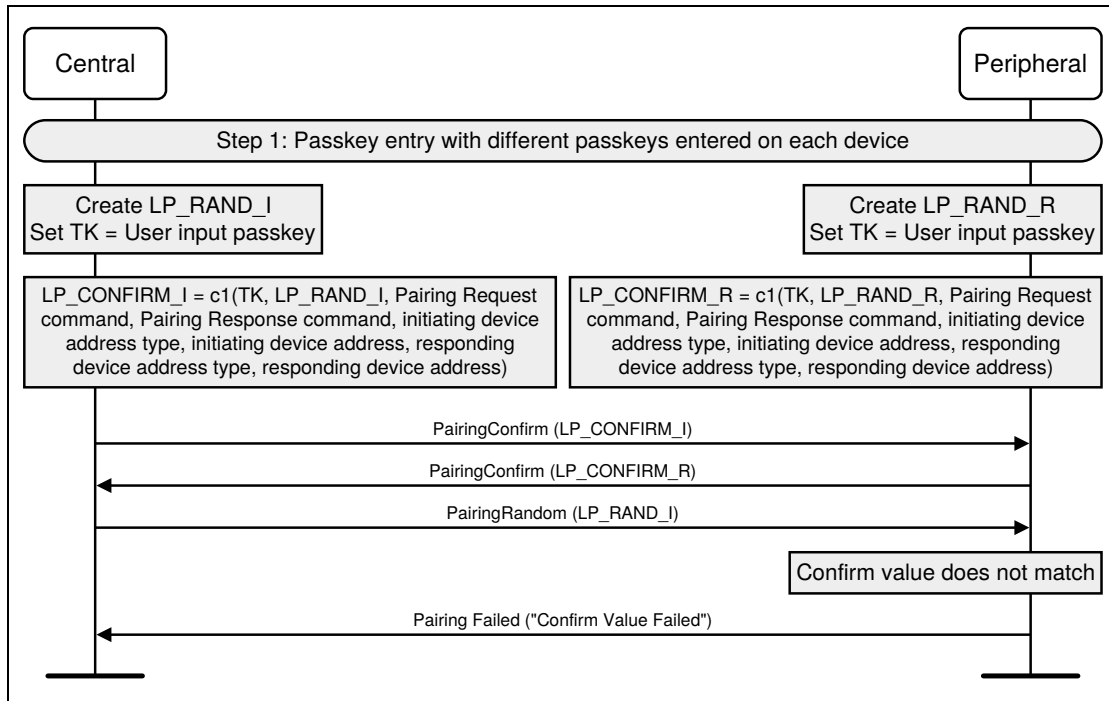 Central
Peripheral
Step 1: Passkey entry with different passkeys entered on each device
Create LP_RAND_I
Set TK = User input passkey
Create LP_RAND_R
Set TK = User input passkey
LP_CONFIRM_I = c1(TK, LP_RAND_I, Pairing Request
command, Pairing Response command, initiating device
address type, initiating device address, responding
device address type, responding device address)
LP_CONFIRM_R = c1(TK, LP_RAND_R, Pairing Request
command, Pairing Response command, initiating device
address type, initiating device address, responding
device address type, responding device address)
PairingConfirm (LP_CONFIRM_I)
PairingConfirm (LP_CONFIRM_R)
PairingRandom (LP_RAND_I)
Confirm value does not match
Pairing Failed ("Confirm Value Failed")